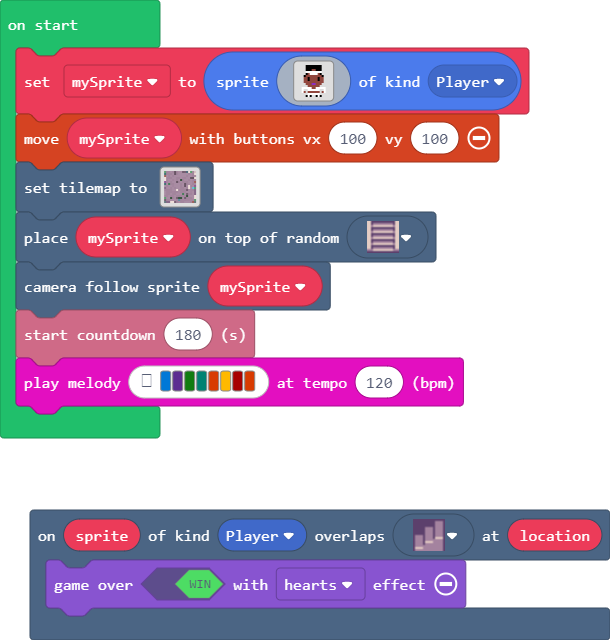 on start
set mySprite to sprite of kind Player
move mySprite with buttons vx 100 vy 100
set tilemap to
place mySprite on top of random
camera follow sprite mySprite
start countdown 180 (s)
play melody at tempo 120 (bpm)
on sprite of kind Player overlaps at location
game over WIN with hearts effect